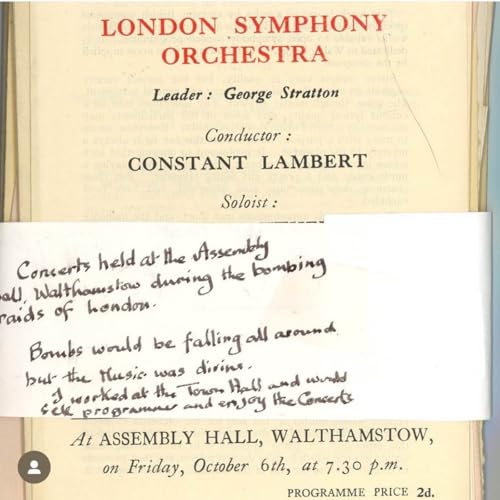 LONDON SYMPHONY
ORCHESTRA
Leader: George Stratton
Conductor:
CONSTANT LAMBERT
Soloist:
Concerts held at the Assembly
all, Walthamstow during the bombing
raids of London.
Bombs would be falling all around
but the Music was divine.
I worked at the Town Hall and would
programmes and enjoy the Concerts
At ASSEMBLY HALL, WALTHAMSTOW,
on Friday, October 6th, at 7.30 p.m.
PROGRAMME PRICE 2d.